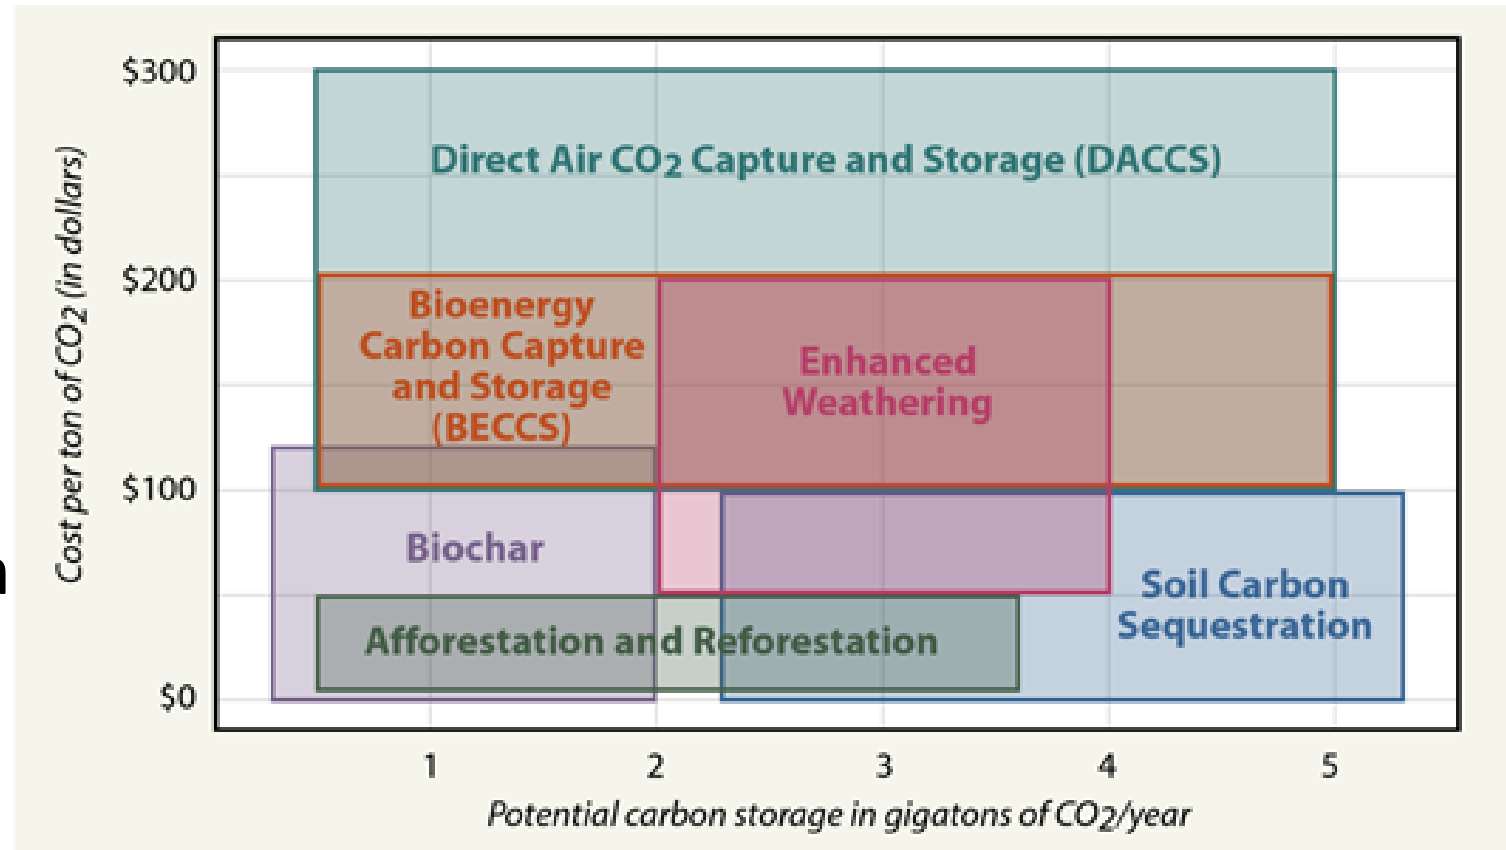 $300
$200
$100
$0
Cost per ton of CO2 (in dollars)
Direct Air CO2 Capture and Storage (DACCS)
Bioenergy
Carbon Capture
and Storage
(BECCS)
Enhanced
Weathering
Biochar
Soil Carbon
Sequestration
Afforestation and Reforestation
1 2 3 4 5
Potential carbon storage in gigatons of CO2/year